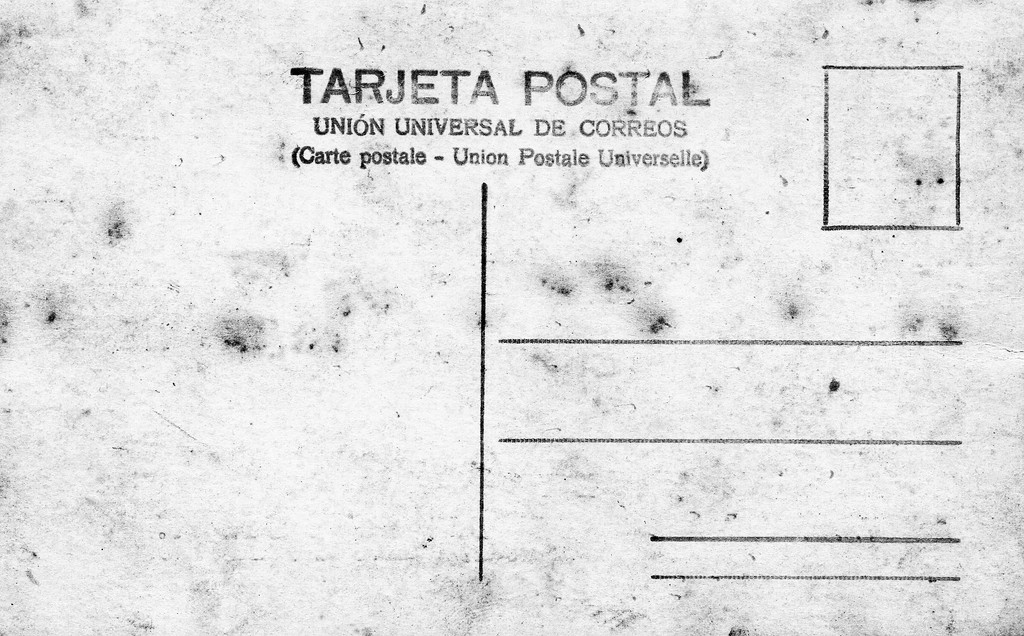 TARJETA POSTAL
UNIÓN UNIVERSAL DE CORREOS
(Carte postale - Union Postale Universelle)